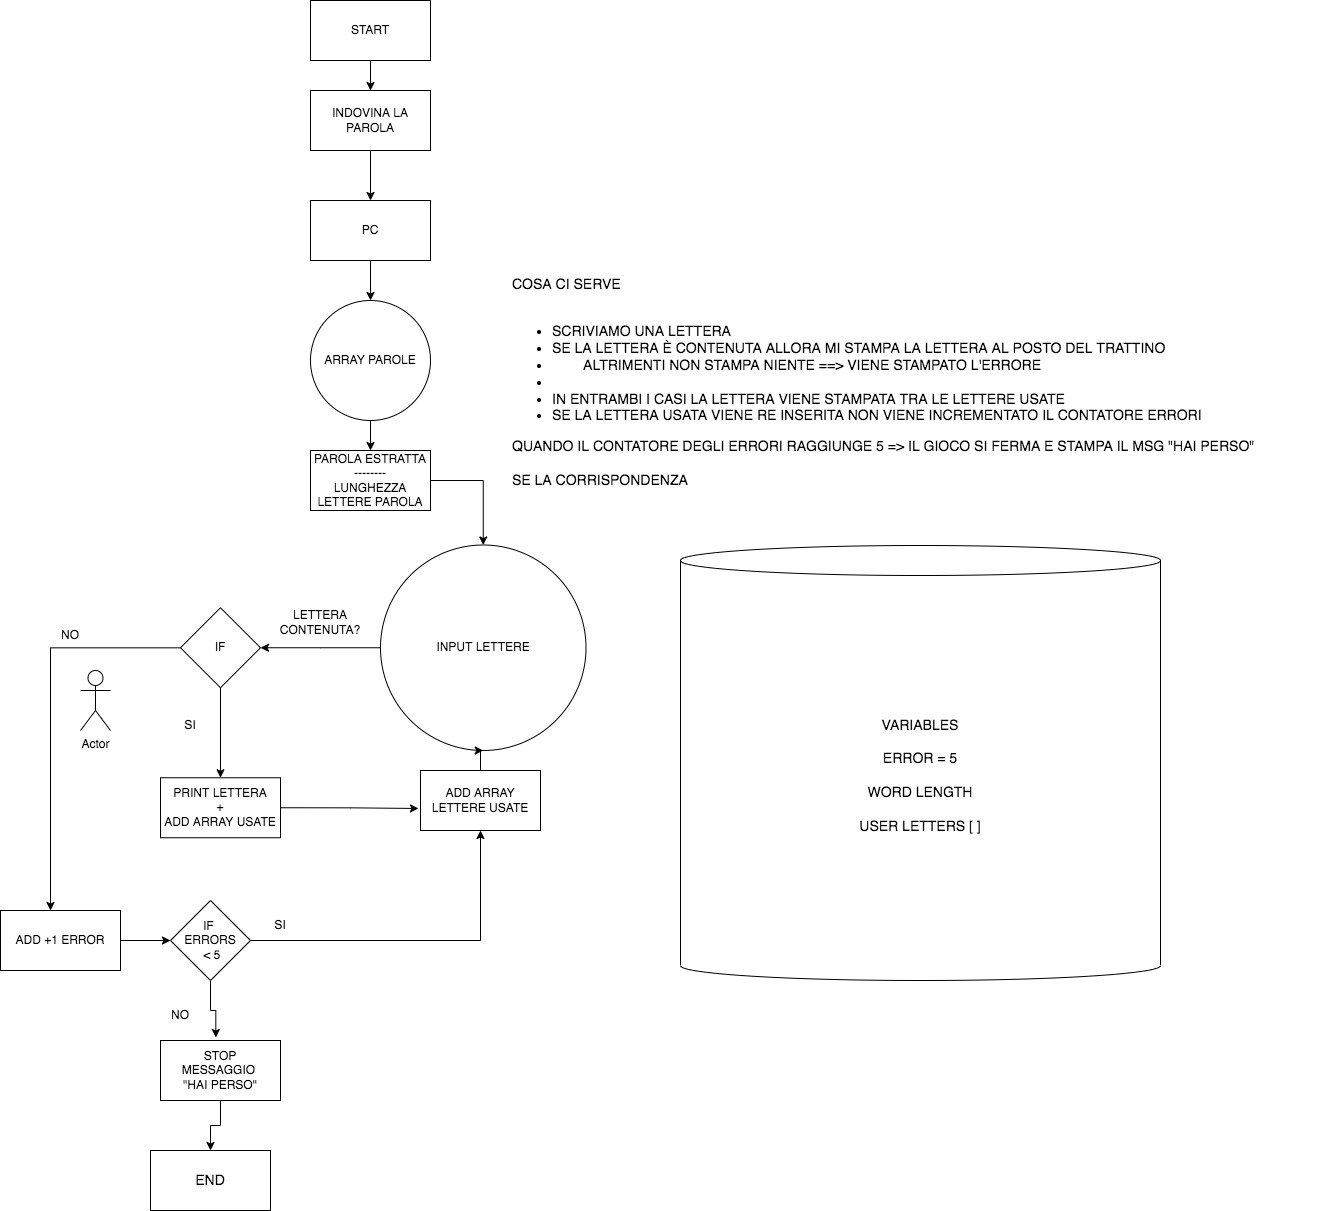 START
INDOVINA LA
PAROLA
PC
ARRAY PAROLE
PAROLA ESTRATTA
--------
LUNGHEZZA
LETTERE PAROLA
COSA CI SERVE
SCRIVIAMO UNA LETTERA
SE LA LETTERA È CONTENUTA ALLORA MI STAMPA LA LETTERA AL POSTO DEL TRATTINO
ALTRIMENTI NON STAMPA NIENTE ==> VIENE STAMPATO L'ERRORE
IN ENTRAMBI I CASI LA LETTERA VIENE STAMPATA TRA LE LETTERE USATE
SE LA LETTERA USATA VIENE RE INSERITA NON VIENE INCREMENTATO IL CONTATORE ERRORI
QUANDO IL CONTATORE DEGLI ERRORI RAGGIUNGE 5 => IL GIOCO SI FERMA E STAMPA IL MSG "HAI PERSO"
SE LA CORRISPONDENZA
INPUT LETTERE
LETTERA
CONTENUTA?
IF
NO
Actor
SI
PRINT LETTERA
+
ADD ARRAY USATE
ADD ARRAY
LETTERE USATE
ADD +1 ERROR
IF
ERRORS
< 5
SI
NO
STOP
MESSAGGIO
"HAI PERSO"
END
VARIABLES
ERROR = 5
WORD LENGTH
USER LETTERS [ ]